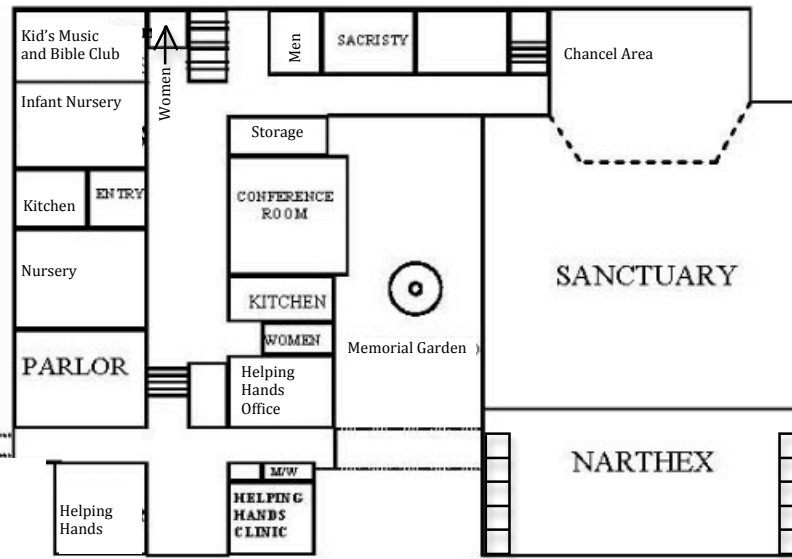 Kid's Music
and Bible Club
Women
Men
SACRISTY
Chancel Area
Infant Nursery
Storage
Kitchen
ENTRY
CONFERENCE
ROOM
Nursery
SANCTUARY
KITCHEN
WOMEN
Memorial Garden
PARLOR
Helping
Hands
Office
NARTHEX
M/W
Helping
Hands
HELPING
HANDS
CLINIC